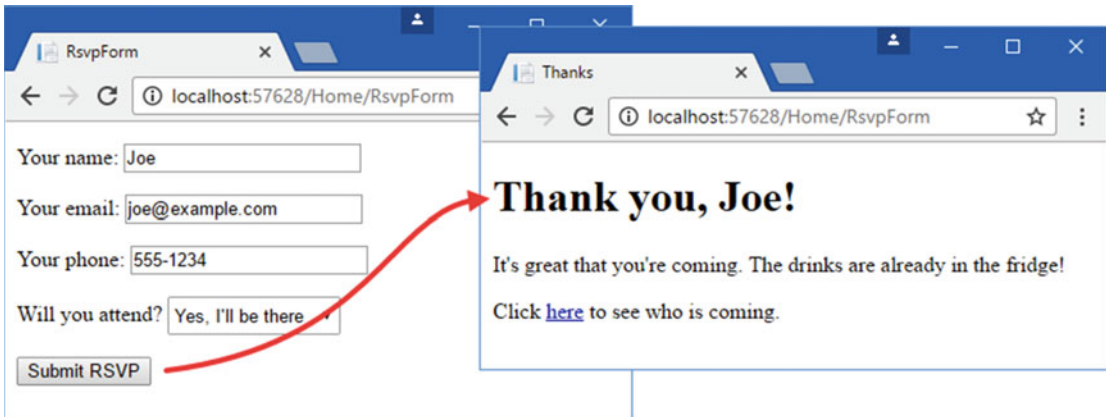 RsvpForm
localhost:57628/Home/RsvpForm
Your name: Joe
Your email: joe@example.com
Your phone: 555-1234
Will you attend? Yes, I'll be there
Submit RSVP
Thanks
localhost:57628/Home/RsvpForm
Thank you, Joe!
It's great that you're coming. The drinks are already in the fridge!
Click here to see who is coming.